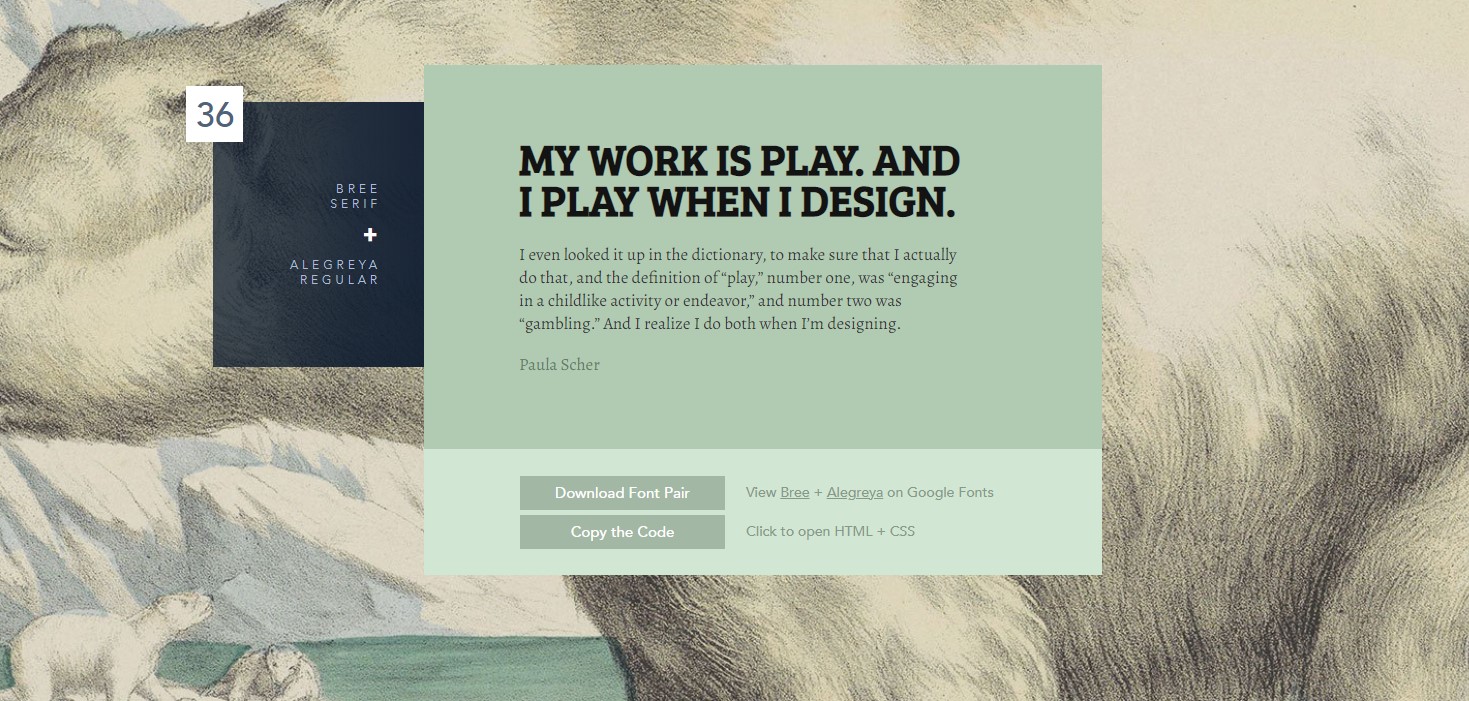 36
BREE
SERIF
+
ALEGREYA
REGULAR
MY WORK IS PLAY. AND
I PLAY WHEN I DESIGN.
I even looked it up in the dictionary, to make sure that I actually
do that, and the definition of “play,” number one, was “engaging
in a childlike activity or endeavor,” and number two was
“gambling.” And I realize I do both when I’m designing.
Paula Scher
Download Font Pair View Bree + Alegreya on Google Fonts
Copy the Code Click to open HTML + CSS